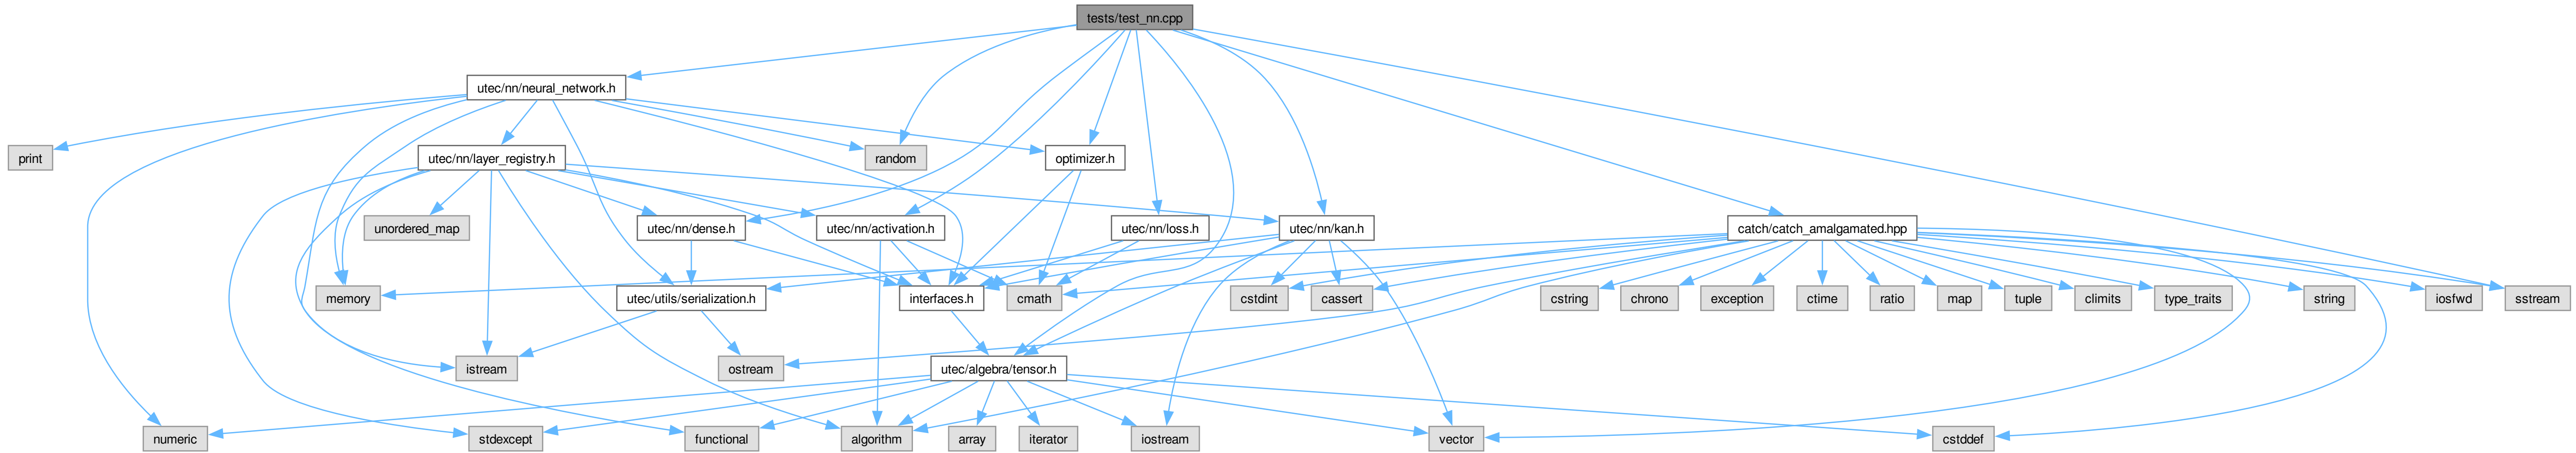 tests/test_nn.cpp
utec/nn/neural_network.h
print
utec/nn/layer_registry.h
random
optimizer.h
unordered_map
utec/nn/dense.h
utec/nn/activation.h
utec/nn/loss.h
utec/nn/kan.h
catch/catch_amalgamated.hpp
memory
utec/utils/serialization.h
interfaces.h
cmath
cstdint
cassert
cstring
chrono
exception
ctime
ratio
map
tuple
climits
type_traits
string
iosfwd
sstream
istream
ostream
utec/algebra/tensor.h
numeric
stdexcept
functional
algorithm
array
iterator
iostream
vector
cstddef